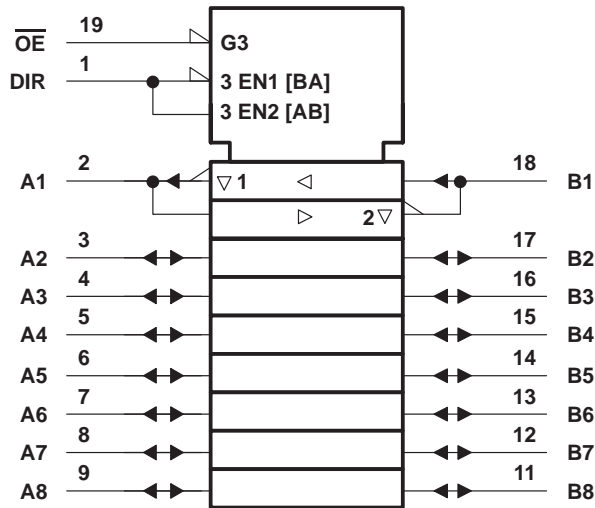 OE 19 G3
DIR 1 3 EN1 [BA]
3 EN2 [AB]
A1 2 ▽ 1 ◁ 18 B1
▷ 2 ▽
A2 3 17 B2
A3 4 16 B3
A4 5 15 B4
A5 6 14 B5
A6 7 13 B6
A7 8 12 B7
A8 9 11 B8